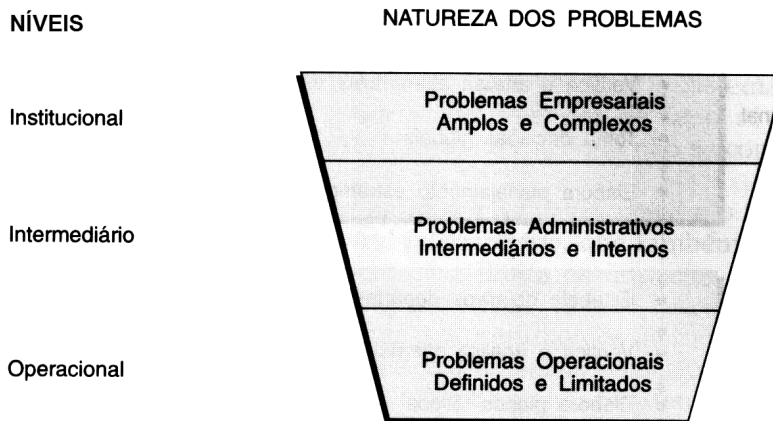 NÍVEIS
NATUREZA DOS PROBLEMAS
Institucional
Problemas Empresariais
Amplos e Complexos
Intermediário
Problemas Administrativos
Intermediários e Internos
Operacional
Problemas Operacionais
Definidos e Limitados